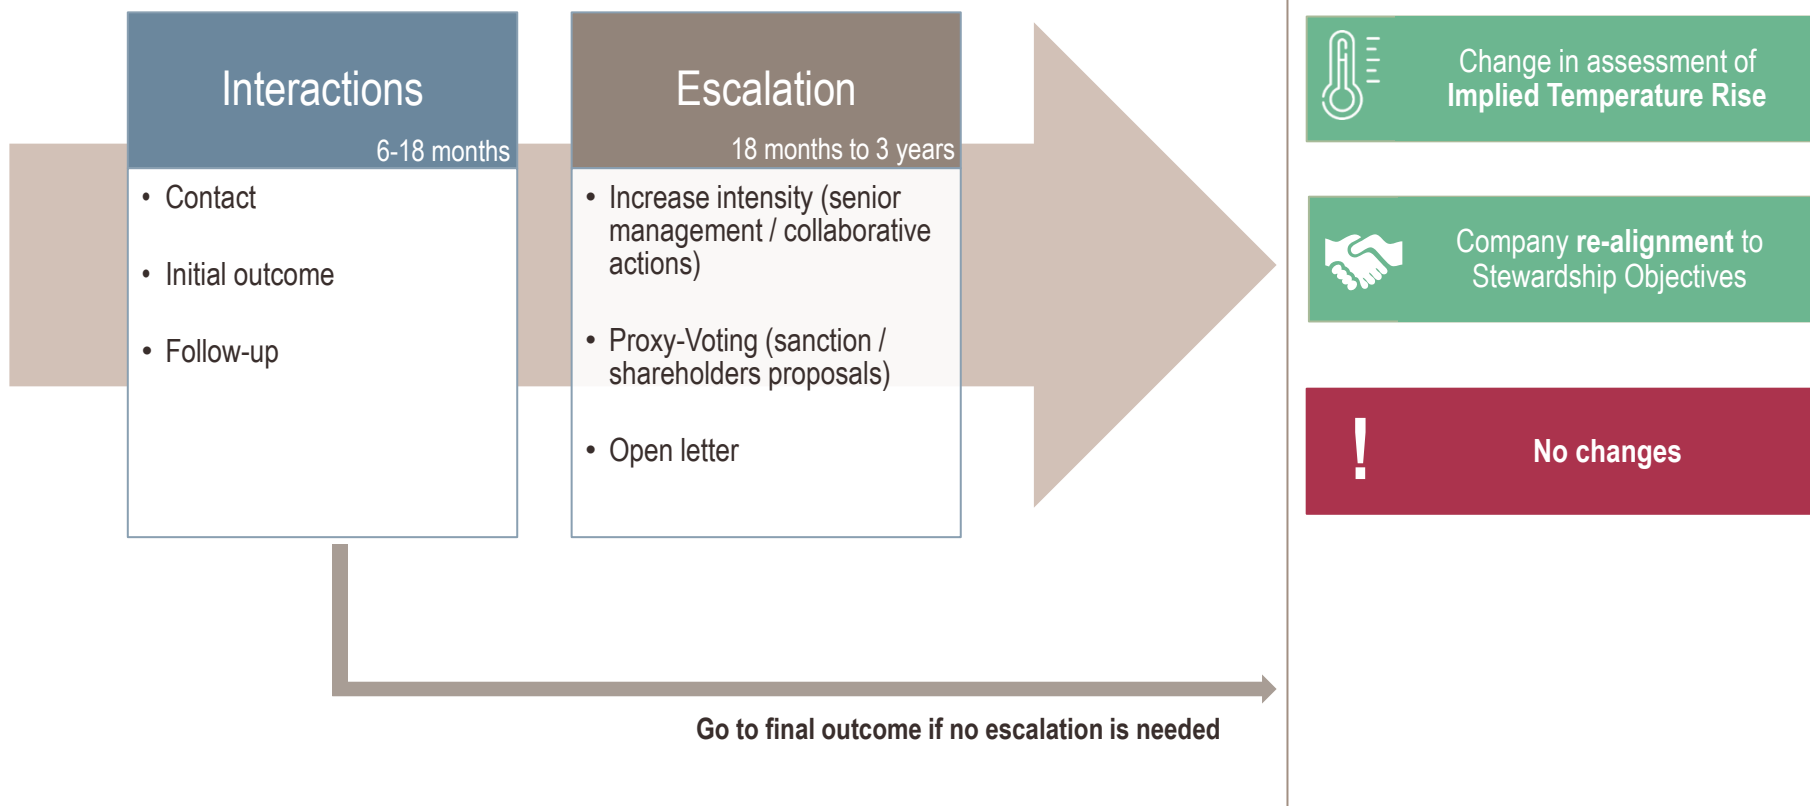 Interactions
6-18 months
• Contact
• Initial outcome
• Follow-up
Escalation
18 months to 3 years
• Increase intensity (senior
management / collaborative
actions)
• Proxy-Voting (sanction /
shareholders proposals)
• Open letter
Go to final outcome if no escalation is needed
Change in assessment of
Implied Temperature Rise
Company re-alignment to
Stewardship Objectives
!
No changes